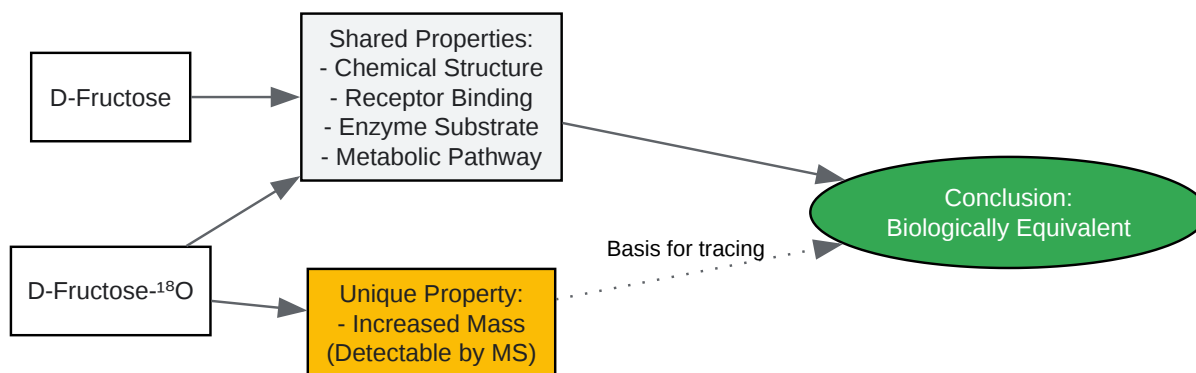 D-Fructose
Shared Properties:
- Chemical Structure
- Receptor Binding
- Enzyme Substrate
- Metabolic Pathway
D-Fructose-¹⁸O
Unique Property:
- Increased Mass
(Detectable by MS)
Basis for tracing
Conclusion:
Biologically Equivalent